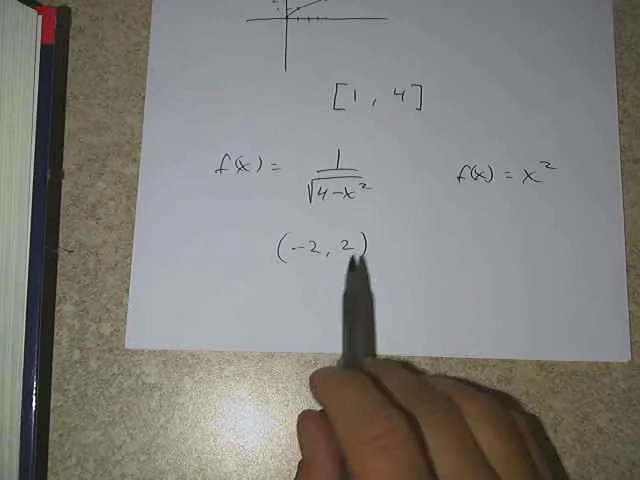 [1, 4]
f(x) = 1/√(4-x²)
f(x) = x²
(-2, 2)